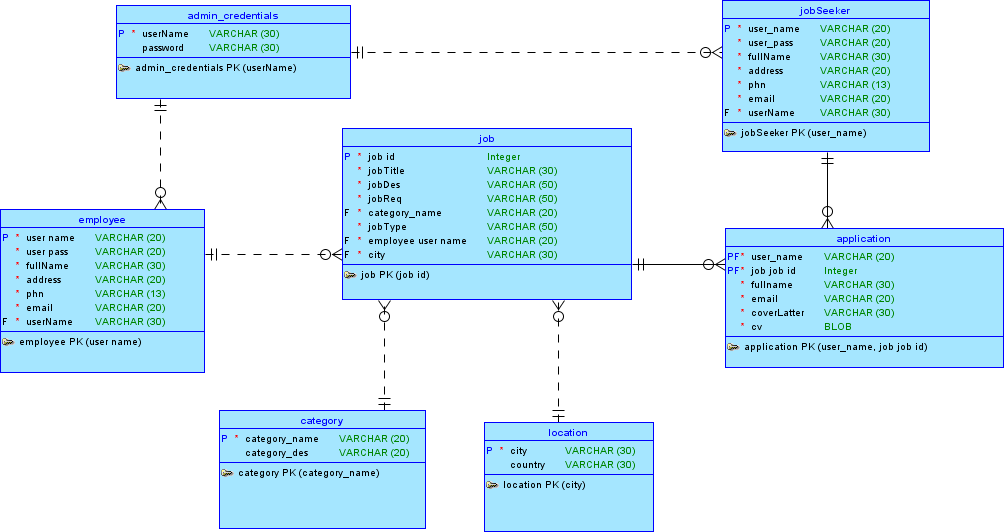 admin_credentials
P * userName VARCHAR (30)
password VARCHAR (30)
admin_credentials PK (userName)
jobSeeker
P * user_name VARCHAR (20)
* user_pass VARCHAR (20)
* fullName VARCHAR (30)
* address VARCHAR (20)
* phn VARCHAR (13)
* email VARCHAR (20)
F * userName VARCHAR (30)
jobSeeker PK (user_name)
job
P * job id Integer
* jobTitle VARCHAR (30)
* jobDes VARCHAR (50)
* jobReq VARCHAR (50)
F * category_name VARCHAR (20)
* jobType VARCHAR (50)
F * employee user name VARCHAR (20)
F * city VARCHAR (30)
job PK (job id)
employee
P * user name VARCHAR (20)
* user pass VARCHAR (20)
* fullName VARCHAR (30)
* address VARCHAR (20)
* phn VARCHAR (13)
* email VARCHAR (20)
F * userName VARCHAR (30)
employee PK (user name)
application
PF* user_name VARCHAR (20)
PF* job job id Integer
* fullname VARCHAR (30)
* email VARCHAR (20)
* coverLatter VARCHAR (30)
* cv BLOB
application PK (user_name, job job id)
category
P * category_name VARCHAR (20)
category_des VARCHAR (20)
category PK (category_name)
location
P * city VARCHAR (30)
country VARCHAR (30)
location PK (city)